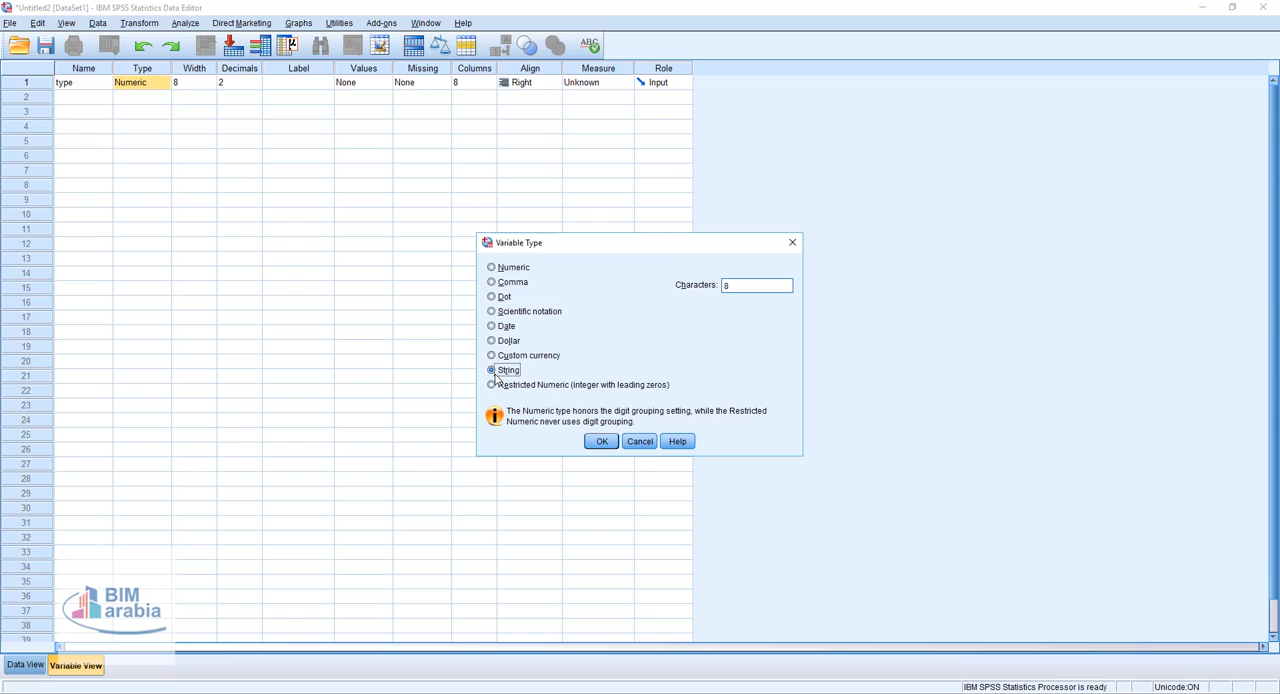 *Untitled2 [DataSet1] - IBM SPSS Statistics Data Editor
File Edit View Data Transform Analyze Direct Marketing Graphs Utilities Add-ons Window Help
Name Type Width Decimals Label Values Missing Columns Align Measure Role
1 type Numeric 8 2 None None 8 Right Unknown Input
2
3
4
5
6
7
8
9
10
11
12
13
14
15
16
17
18
19
20
21
22
23
24
25
26
27
28
29
30
31
32
33
34
35
36
37
38
39
Variable Type
Numeric
Comma
Characters: 8
Dot
Scientific notation
Date
Dollar
Custom currency
String
Restricted Numeric (integer with leading zeros)
The Numeric type honors the digit grouping setting, while the Restricted
Numeric never uses digit grouping.
OK Cancel Help
BIM
arabia
Data View Variable View
IBM SPSS Statistics Processor is ready Unicode:ON